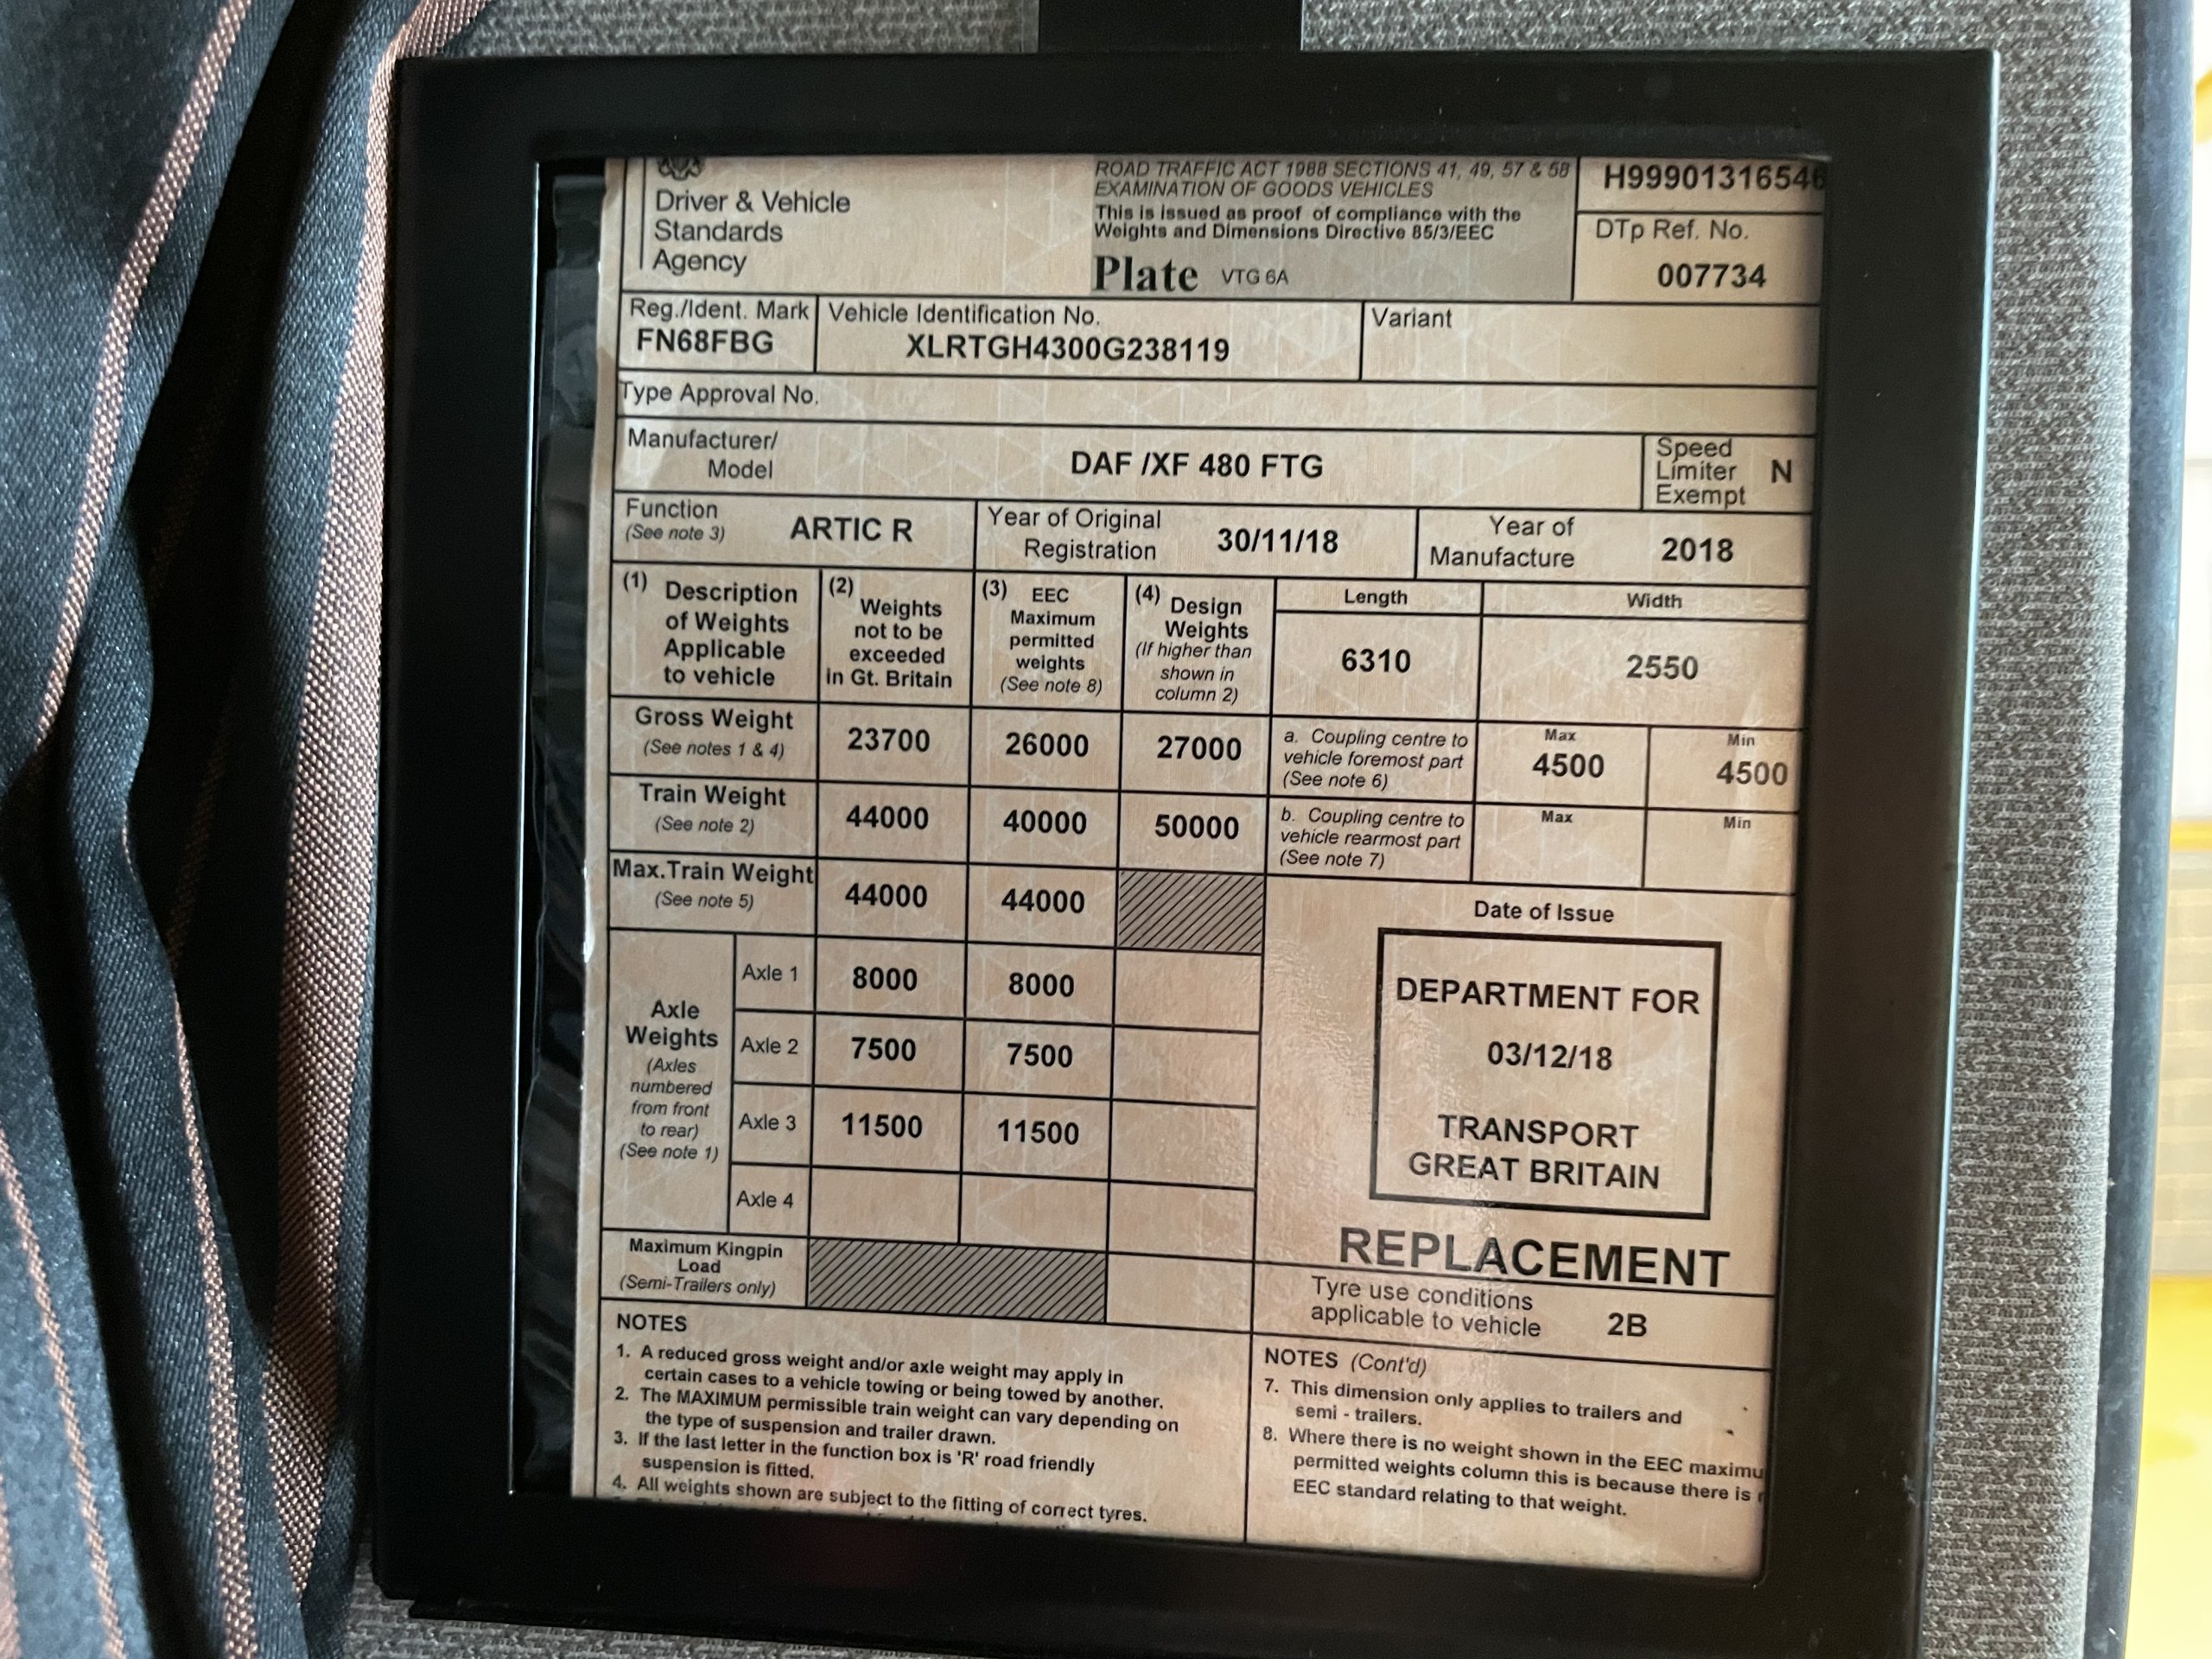 Driver & Vehicle
Standards
Agency
ROAD TRAFFIC ACT 1988 SECTIONS 41, 49, 57 & 58
EXAMINATION OF GOODS VEHICLES
This is issued as proof of compliance with the
Weights and Dimensions Directive 85/3/EEC
Plate VTG 6A
H99901316546
DTp Ref. No.
007734
Reg./Ident. Mark
FN68FBG
Vehicle Identification No.
XLRTGH4300G238119
Variant
Type Approval No.
Manufacturer/
Model
DAF /XF 480 FTG
Speed
Limiter
Exempt
N
Function
(See note 3)
ARTIC R
Year of Original
Registration
30/11/18
Year of
Manufacture
2018
(1) Description
of Weights
Applicable
to vehicle
(2) Weights
not to be
exceeded
in Gt. Britain
(3) EEC
Maximum
permitted
weights
(See note 8)
(4) Design
Weights
(If higher than
shown in
column 2)
Length
6310
Width
2550
Gross Weight
(See notes 1 & 4)
23700
26000
27000
a. Coupling centre to
vehicle foremost part
(See note 6)
Max
4500
Min
4500
Train Weight
(See note 2)
44000
40000
50000
b. Coupling centre to
vehicle rearmost part
(See note 7)
Max
Min
Max.Train Weight
(See note 5)
44000
44000
Axle
Weights
(Axles
numbered
from front
to rear)
(See note 1)
Axle 1
8000
8000
Axle 2
7500
7500
Axle 3
11500
11500
Axle 4
Maximum Kingpin
Load
(Semi-Trailers only)
Date of Issue
DEPARTMENT FOR
03/12/18
TRANSPORT
GREAT BRITAIN
REPLACEMENT
Tyre use conditions
applicable to vehicle
2B
NOTES
1. A reduced gross weight and/or axle weight may apply in
certain cases to a vehicle towing or being towed by another.
2. The MAXIMUM permissible train weight can vary depending on
the type of suspension and trailer drawn.
3. If the last letter in the function box is 'R' road friendly
suspension is fitted.
4. All weights shown are subject to the fitting of correct tyres.
NOTES (Cont'd)
7. This dimension only applies to trailers and
semi - trailers.
8. Where there is no weight shown in the EEC maximu
permitted weights column this is because there is
EEC standard relating to that weight.